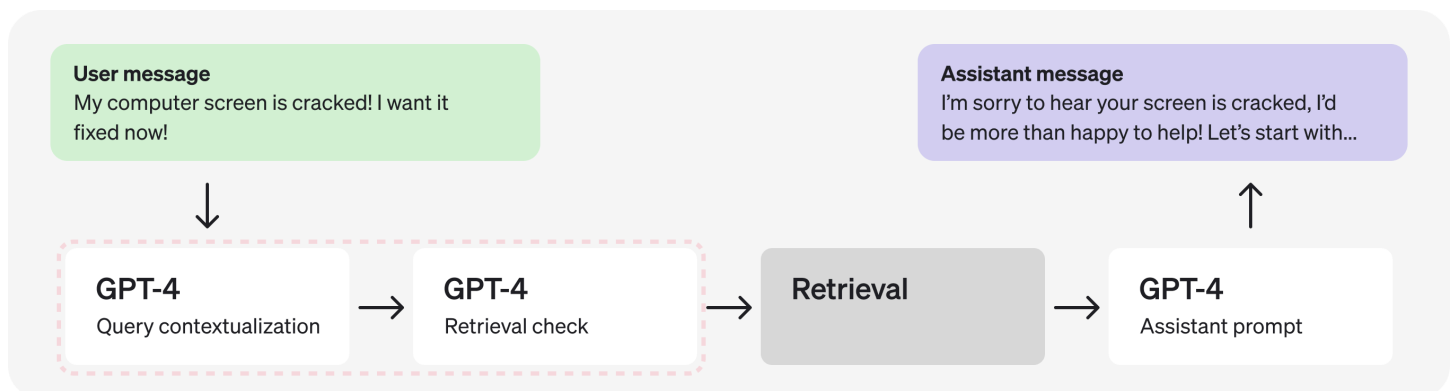 User message
My computer screen is cracked! I want it
fixed now!
Assistant message
I’m sorry to hear your screen is cracked, I’d
be more than happy to help! Let’s start with...
GPT-4
Query contextualization
GPT-4
Retrieval check
Retrieval
GPT-4
Assistant prompt